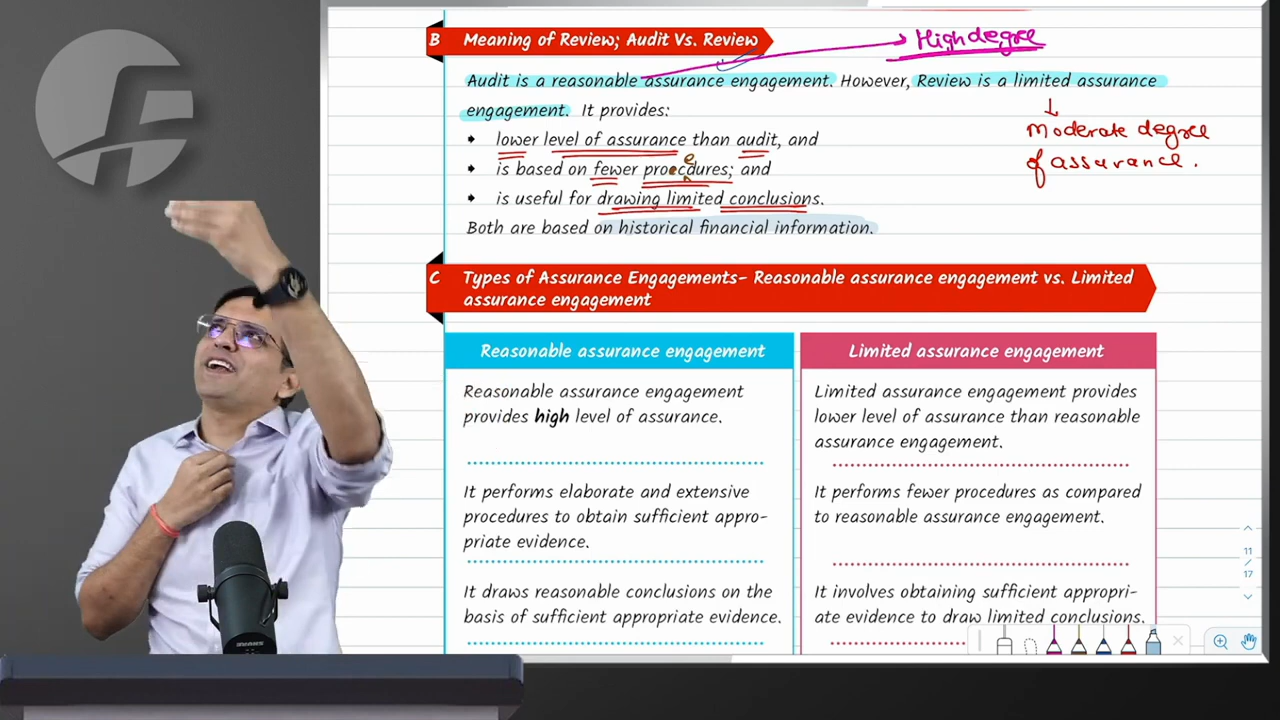 B Meaning of Review; Audit Vs. Review
High degree
Audit is a reasonable assurance engagement. However, Review is a limited assurance
engagement. It provides:
Moderate degree
of assurance.
lower level of assurance than audit, and
is based on fewer procedures; and
is useful for drawing limited conclusions.
Both are based on historical financial information.
C Types of Assurance Engagements- Reasonable assurance engagement vs. Limited
assurance engagement
Reasonable assurance engagement
Reasonable assurance engagement
provides high level of assurance.
It performs elaborate and extensive
procedures to obtain sufficient appro-
priate evidence.
It draws reasonable conclusions on the
basis of sufficient appropriate evidence.
Limited assurance engagement
Limited assurance engagement provides
lower level of assurance than reasonable
assurance engagement.
It performs fewer procedures as compared
to reasonable assurance engagement.
It involves obtaining sufficient appropri-
ate evidence to draw limited conclusions.
11
/
17